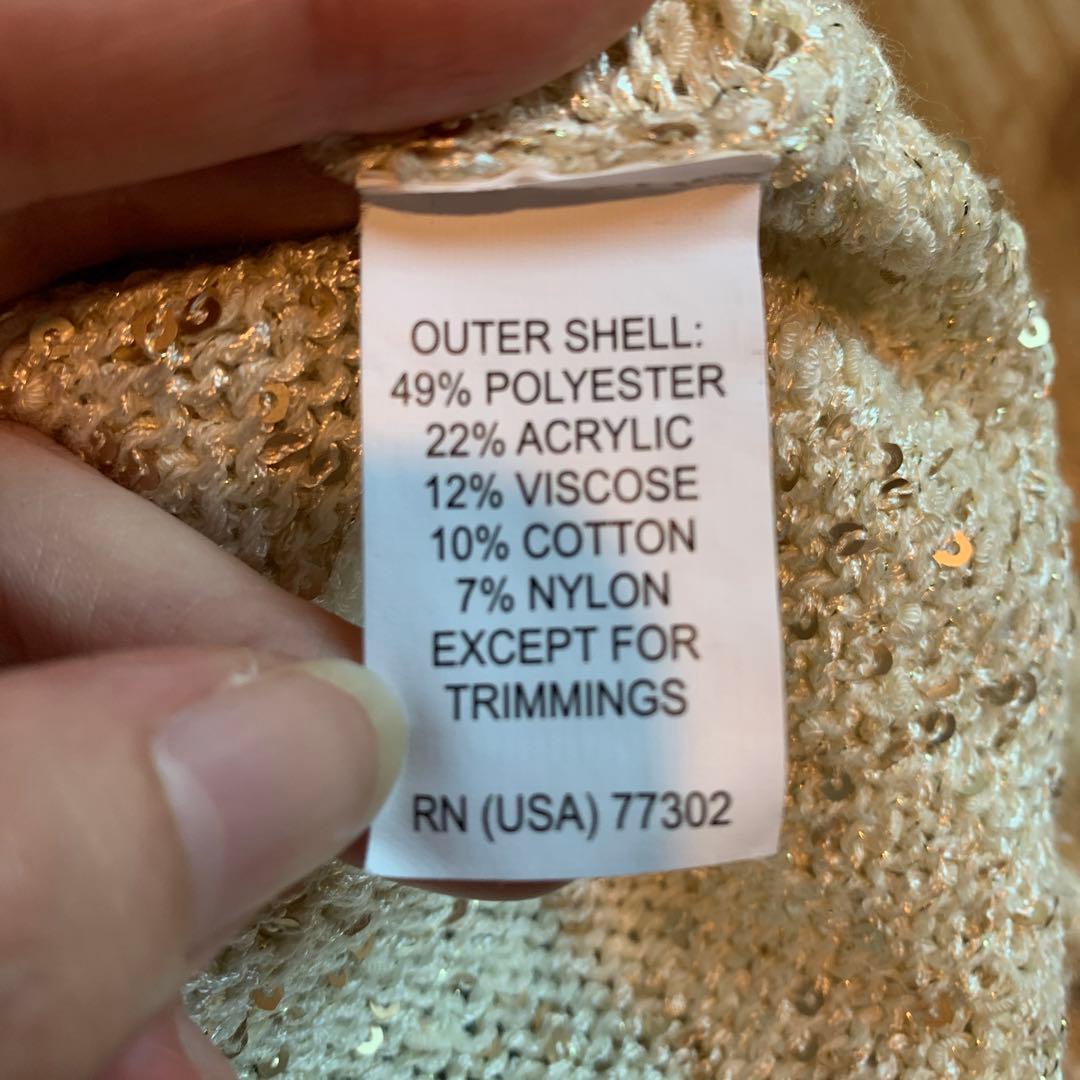 OUTER SHELL:
49% POLYESTER
22% ACRYLIC
12% VISCOSE
10% COTTON
7% NYLON
EXCEPT FOR
TRIMMINGS
RN (USA) 77302